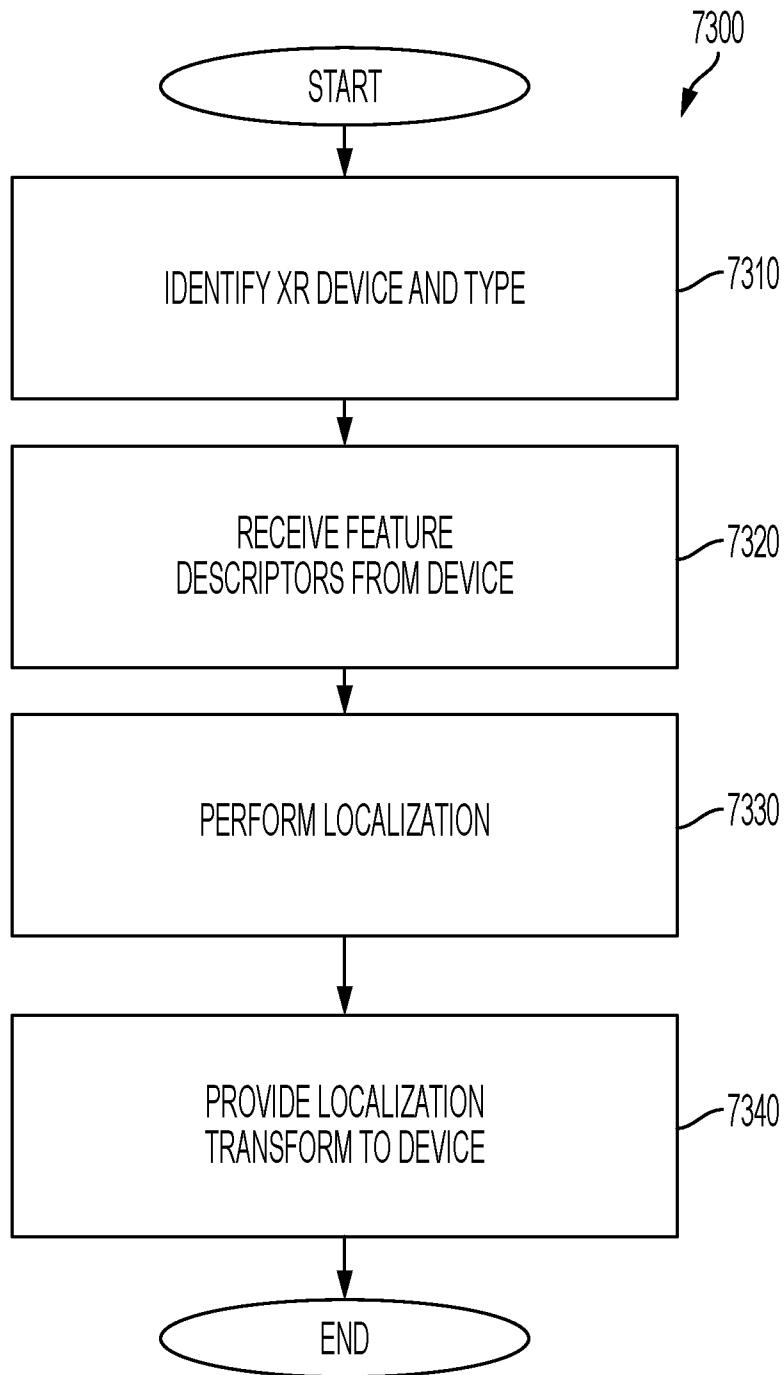 7300
START
IDENTIFY XR DEVICE AND TYPE
7310
RECEIVE FEATURE
DESCRIPTORS FROM DEVICE
7320
PERFORM LOCALIZATION
7330
PROVIDE LOCALIZATION
TRANSFORM TO DEVICE
7340
END